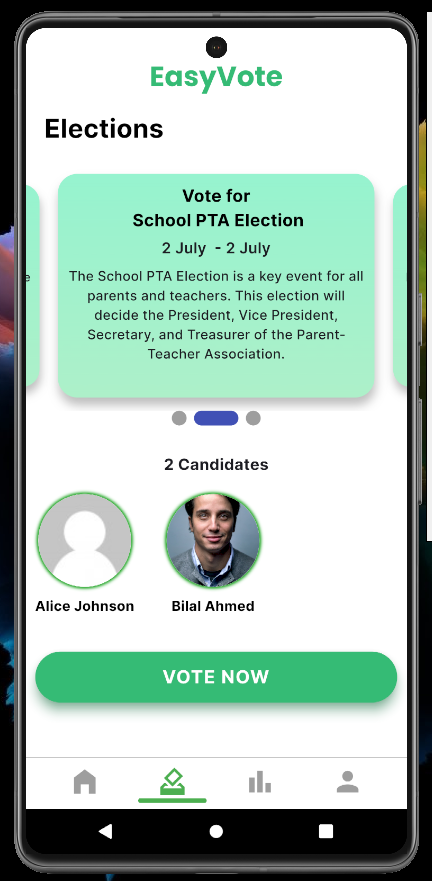 EasyVote
Elections
Vote for
School PTA Election
2 July - 2 July
The School PTA Election is a key event for all
parents and teachers. This election will
decide the President, Vice President,
Secretary, and Treasurer of the Parent-
Teacher Association.
2 Candidates
Alice Johnson
Bilal Ahmed
VOTE NOW